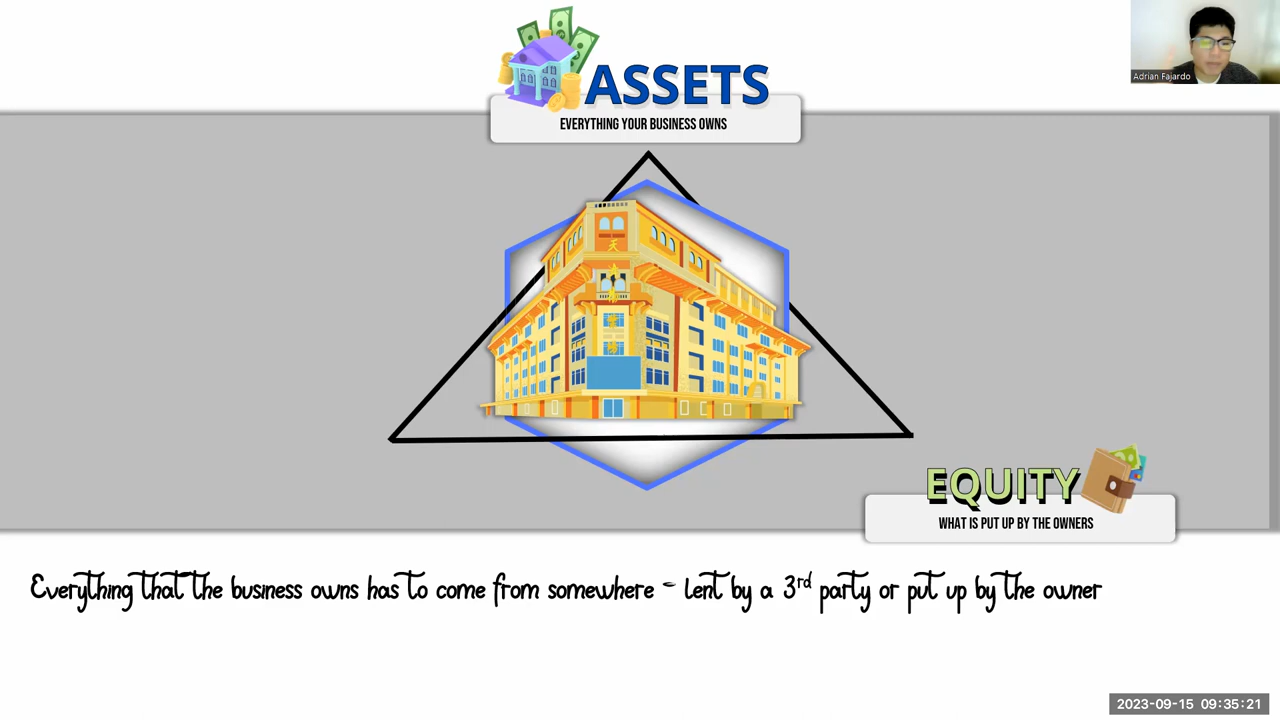 ASSETS
EVERYTHING YOUR BUSINESS OWNS
Adrian Fajardo
天
EQUITY
WHAT IS PUT UP BY THE OWNERS
Everything that the business owns has to come from somewhere - lent by a 3rd party or put up by the owner
2023-09-15 09:35:21